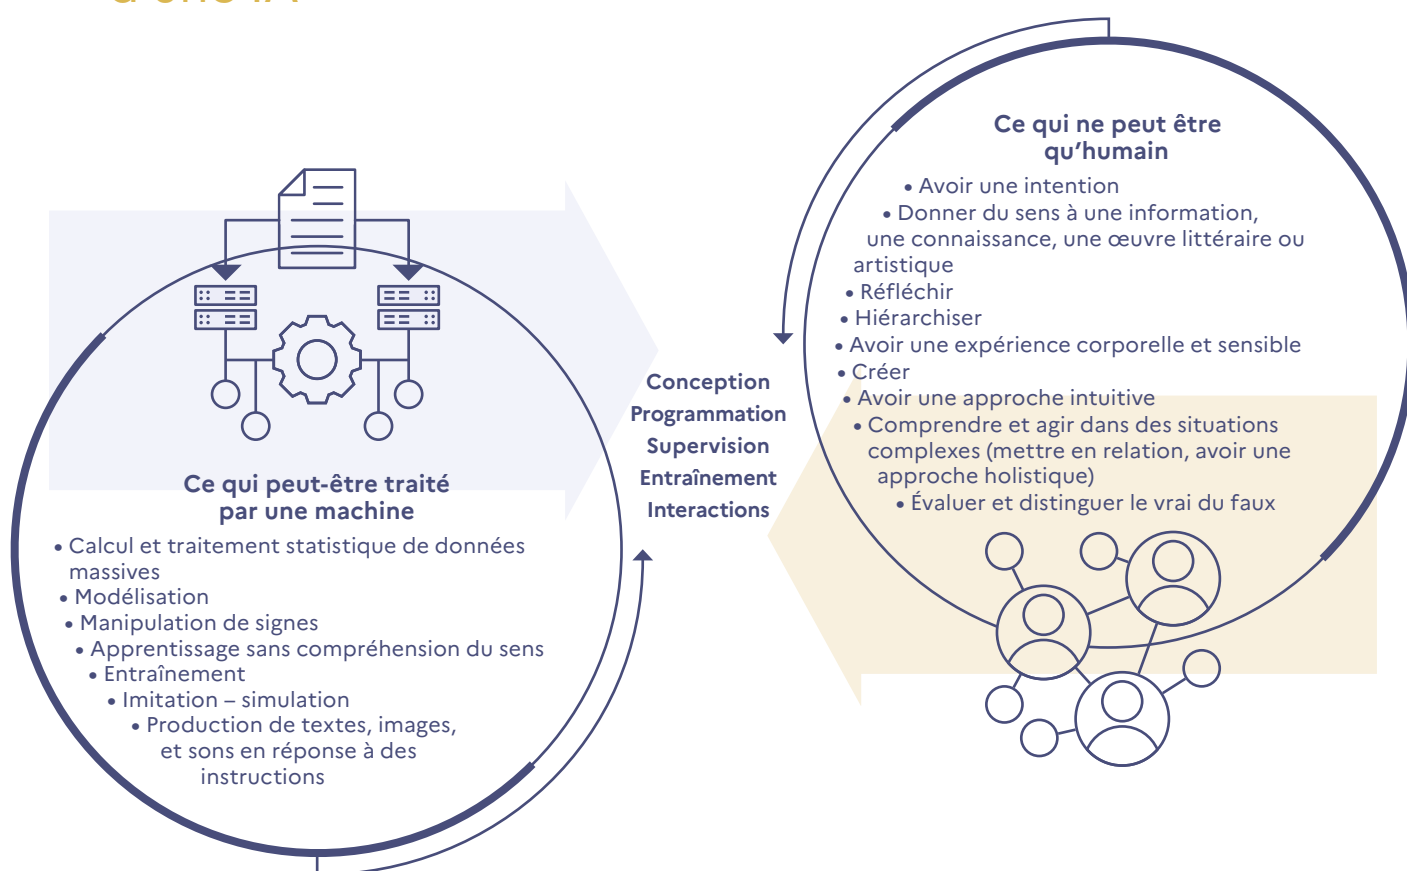 d'une IA
Ce qui ne peut être
qu'humain
• Avoir une intention
• Donner du sens à une information,
une connaissance, une œuvre littéraire ou
artistique
• Réfléchir
• Hiérarchiser
• Avoir une expérience corporelle et sensible
• Créer
• Avoir une approche intuitive
• Comprendre et agir dans des situations
complexes (mettre en relation, avoir une
approche holistique)
• Évaluer et distinguer le vrai du faux
Conception
Programmation
Supervision
Entraînement
Interactions
Ce qui peut-être traité
par une machine
• Calcul et traitement statistique de données
massives
• Modélisation
• Manipulation de signes
• Apprentissage sans compréhension du sens
• Entraînement
• Imitation – simulation
• Production de textes, images,
et sons en réponse à des
instructions